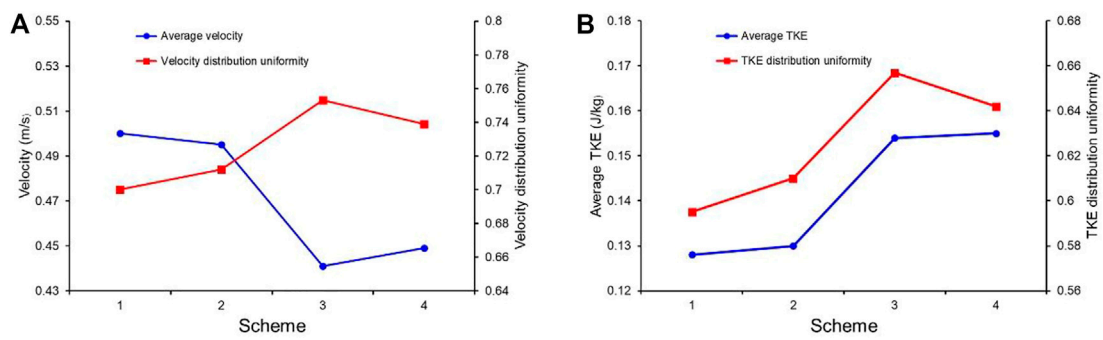 A
0.55
0.53
0.51
0.49
0.47
0.45
0.43
Velocity (m/s)
Average velocity
Velocity distribution uniformity
0.8
0.78
0.76
0.74
0.72
0.7
0.68
0.66
0.64
Velocity distribution uniformity
1 2 3 4
Scheme
B
0.18
0.17
0.16
0.15
0.14
0.13
0.12
Average TKE (J/kg)
Average TKE
TKE distribution uniformity
0.68
0.66
0.64
0.62
0.6
0.58
0.56
TKE distribution uniformity
1 2 3 4
Scheme